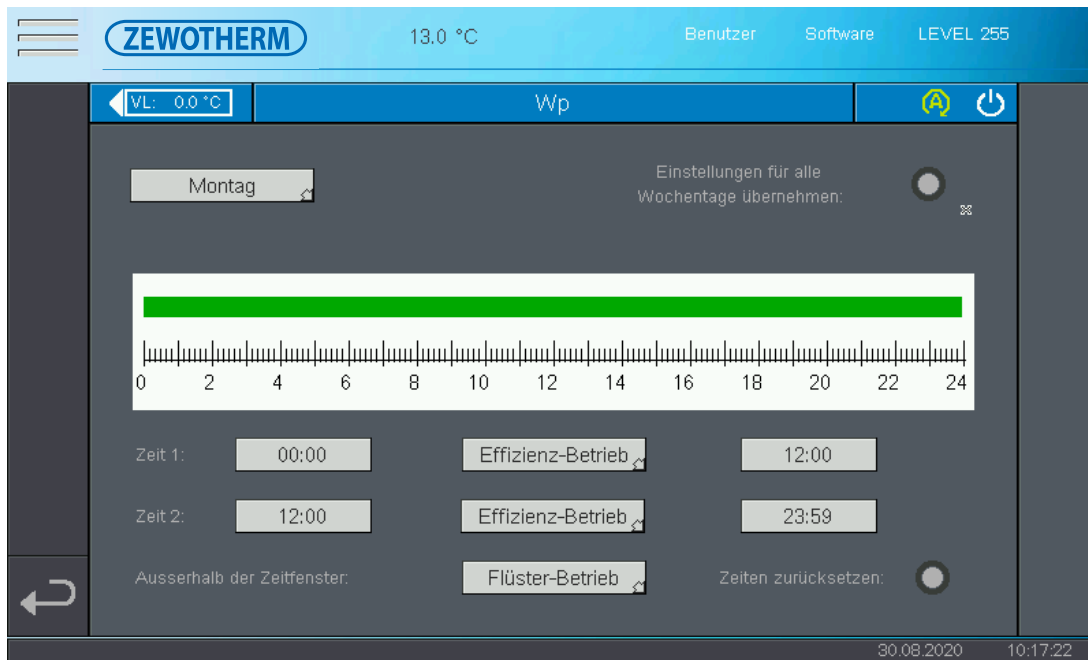 ZEWOTHERM 13.0 °C Benutzer Software LEVEL 255
VL: 0.0 °C Wp A
Montag
Einstellungen für alle
Wochentage übernehmen:
0 2 4 6 8 10 12 14 16 18 20 22 24
Zeit 1: 00:00 Effizienz-Betrieb 12:00
Zeit 2: 12:00 Effizienz-Betrieb 23:59
Ausserhalb der Zeitfenster: Flüster-Betrieb Zeiten zurücksetzen:
30.08.2020 10:17:22